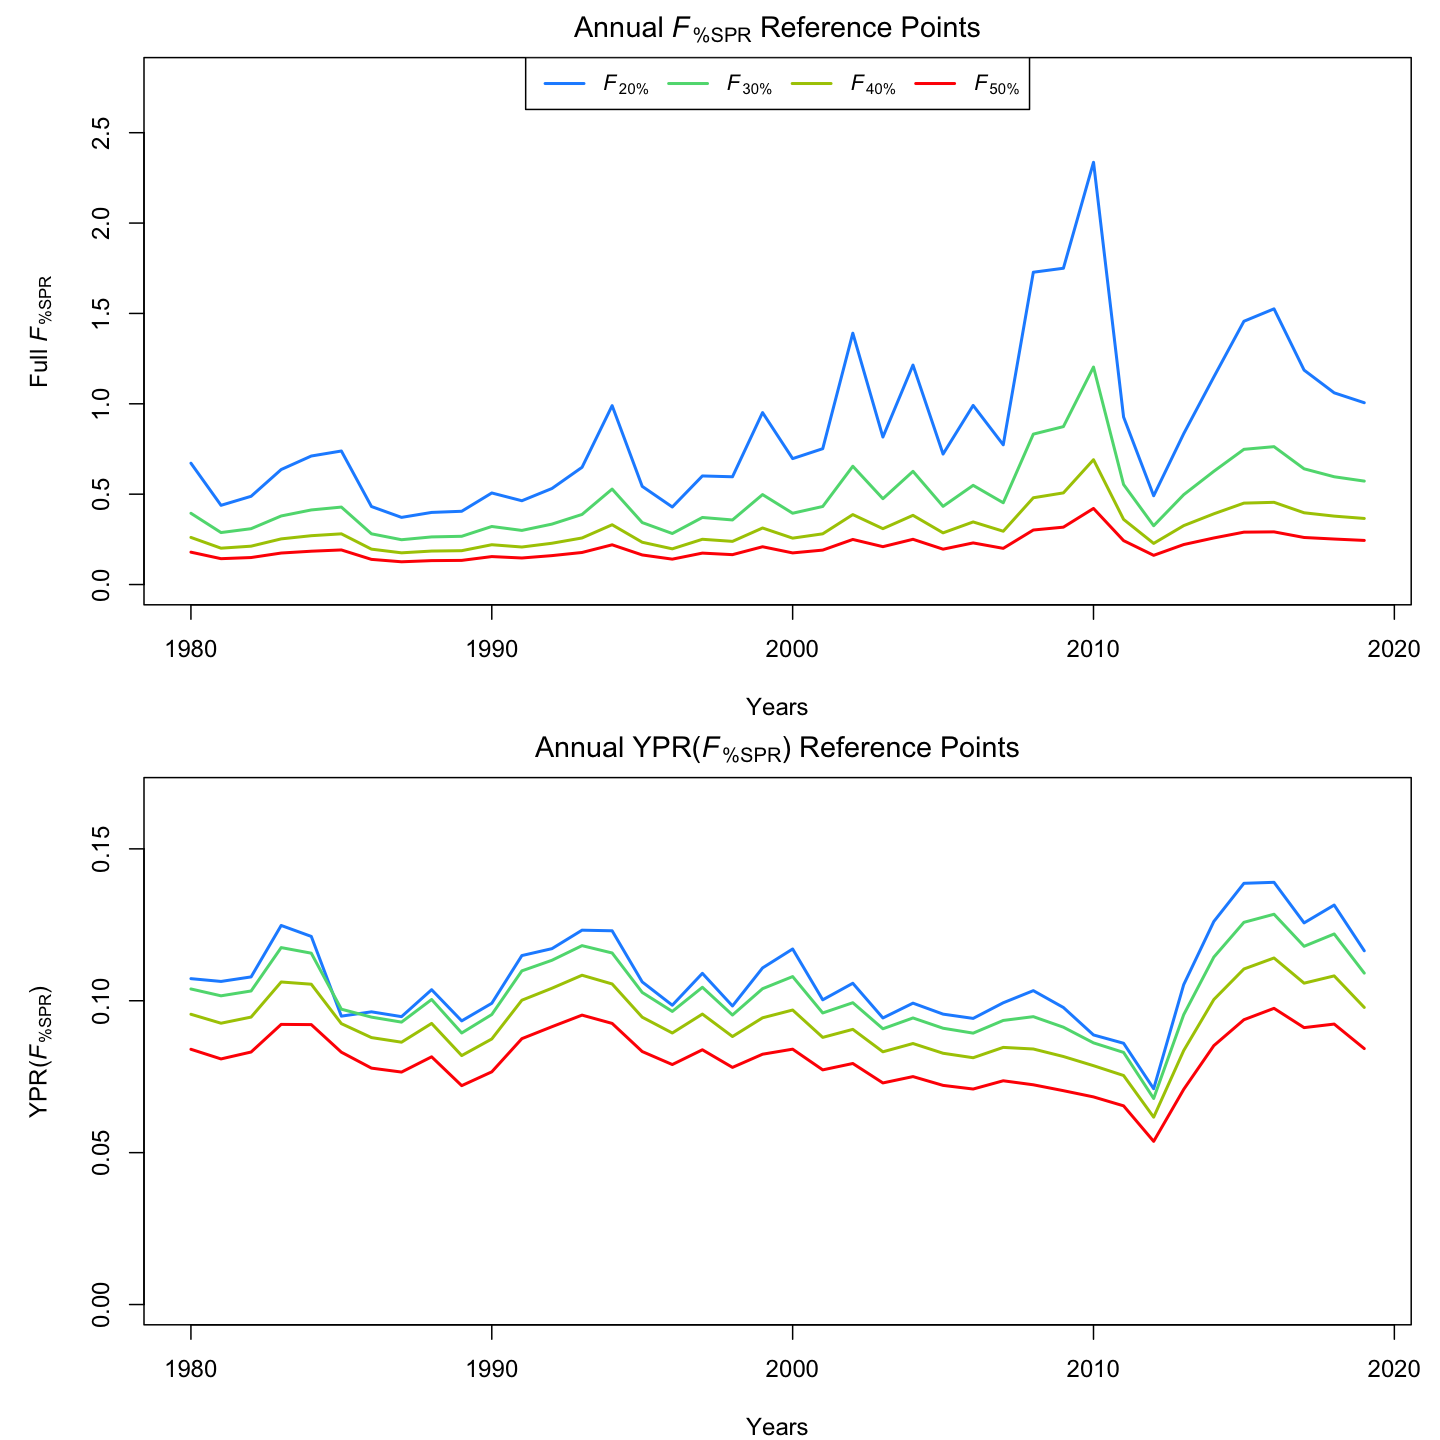 Annual F%SPR Reference Points
F20% F30% F40% F50%
Full F%SPR
2.5
2.0
1.5
1.0
0.5
0.0
1980 1990 2000 2010 2020
Years
Annual YPR(F%SPR) Reference Points
YPR(F%SPR)
0.15
0.10
0.05
0.00
1980 1990 2000 2010 2020
Years